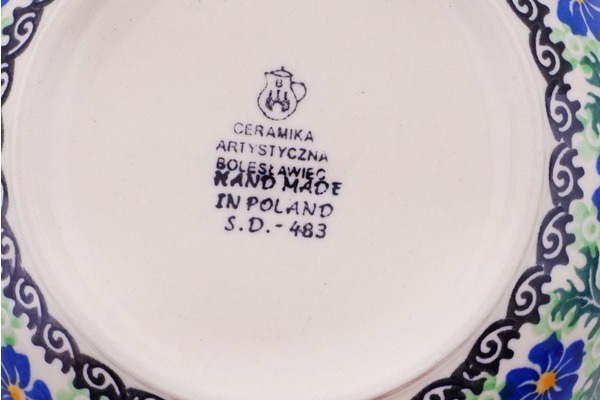 B
CERAMIKA
ARTYSTYCZNA
BOLESŁAWIEC
HAND MADE
IN POLAND
S.D.- 483